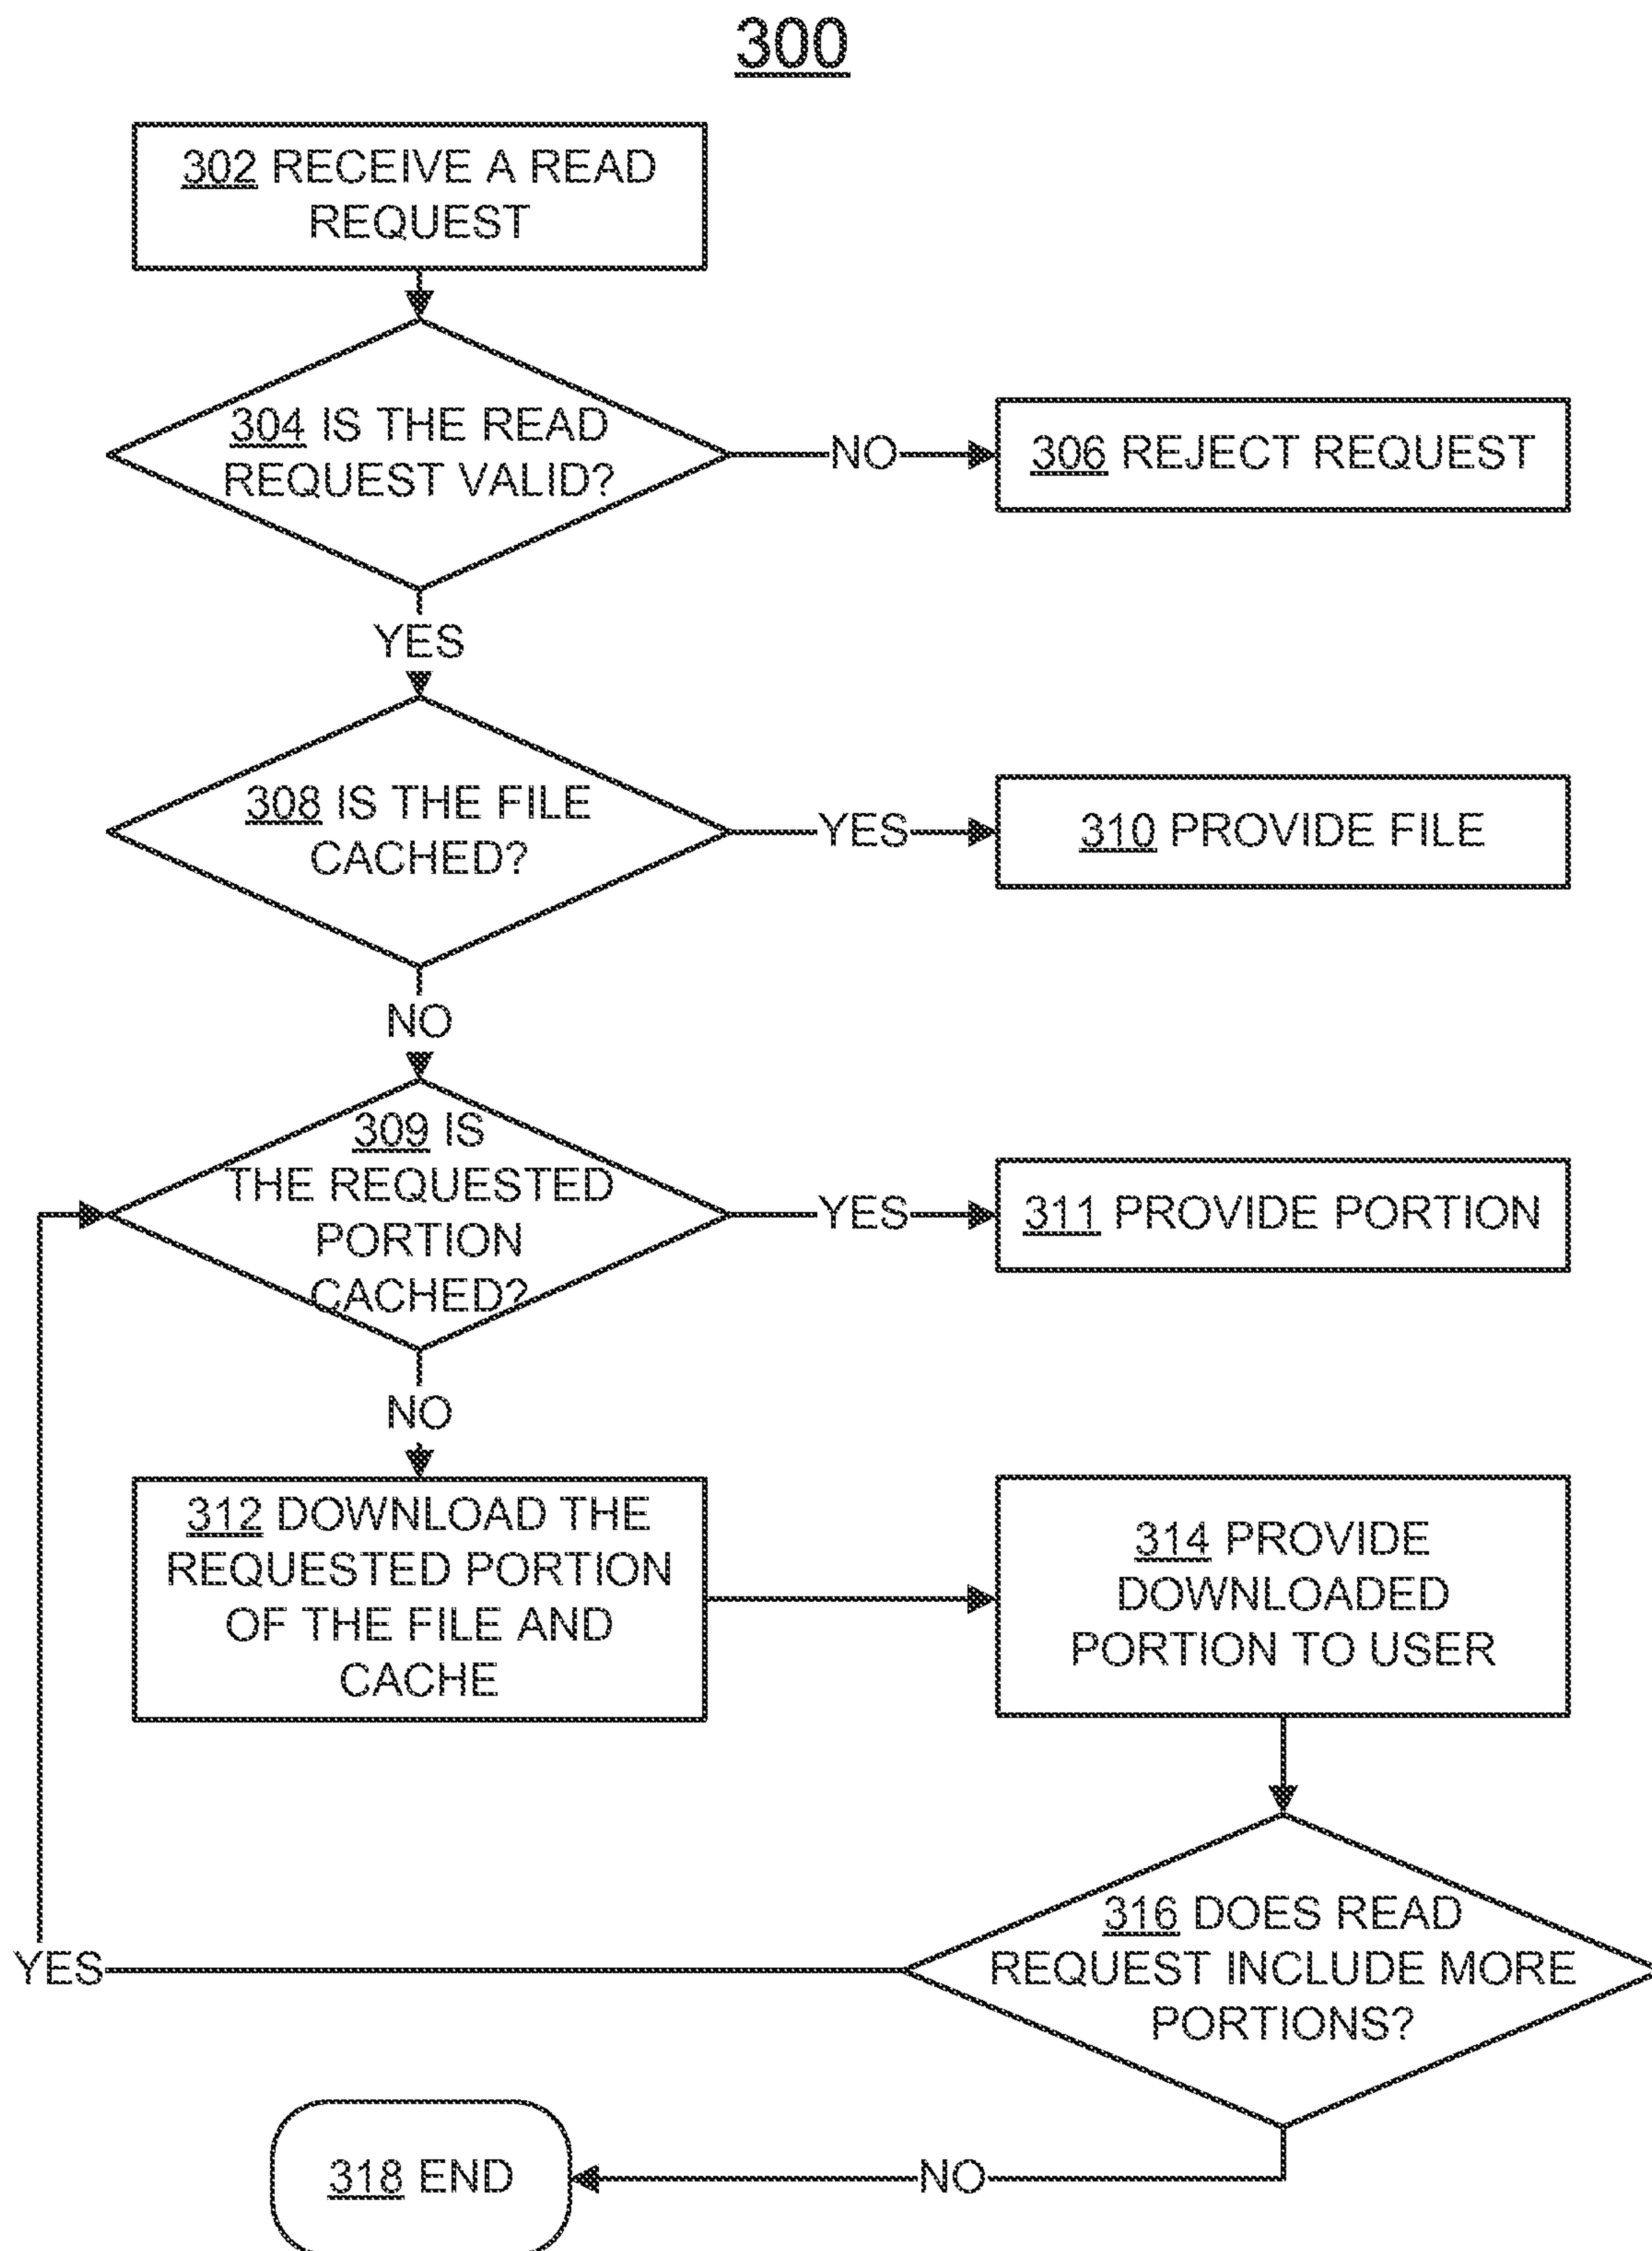 300
302 RECEIVE A READ
REQUEST
304 IS THE READ
REQUEST VALID?
NO
306 REJECT REQUEST
YES
308 IS THE FILE
CACHED?
YES
310 PROVIDE FILE
NO
309 IS
THE REQUESTED
PORTION
CACHED?
YES
311 PROVIDE PORTION
NO
312 DOWNLOAD THE
REQUESTED PORTION
OF THE FILE AND
CACHE
314 PROVIDE
DOWNLOADED
PORTION TO USER
316 DOES READ
REQUEST INCLUDE MORE
PORTIONS?
YES
NO
318 END